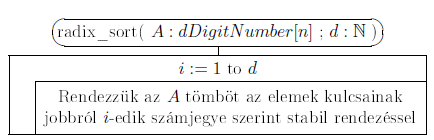 radix_sort( A : dDigitNumber[n] ; d : ℕ )
i := 1 to d
Rendezzük az A tömböt az elemek kulcsainak
jobbról i-edik számjegye szerint stabil rendezéssel